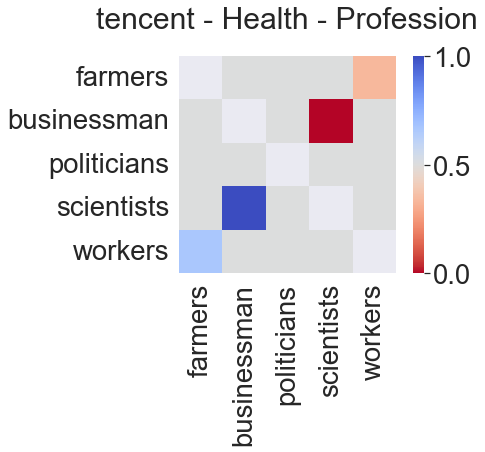 tencent - Health - Profession
farmers
businessman
politicians
scientists
workers
1.0
0.5
0.0
farmers
businessman
politicians
scientists
workers